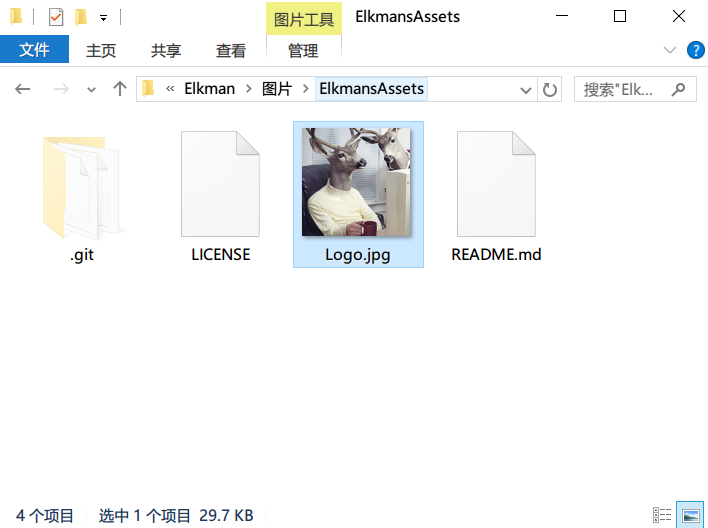 图片工具 ElkmansAssets
文件 主页 共享 查看 管理
« Elkman > 图片 > ElkmansAssets 搜索"Elk...
.git LICENSE Logo.jpg README.md
4 个项目 选中 1 个项目 29.7 KB